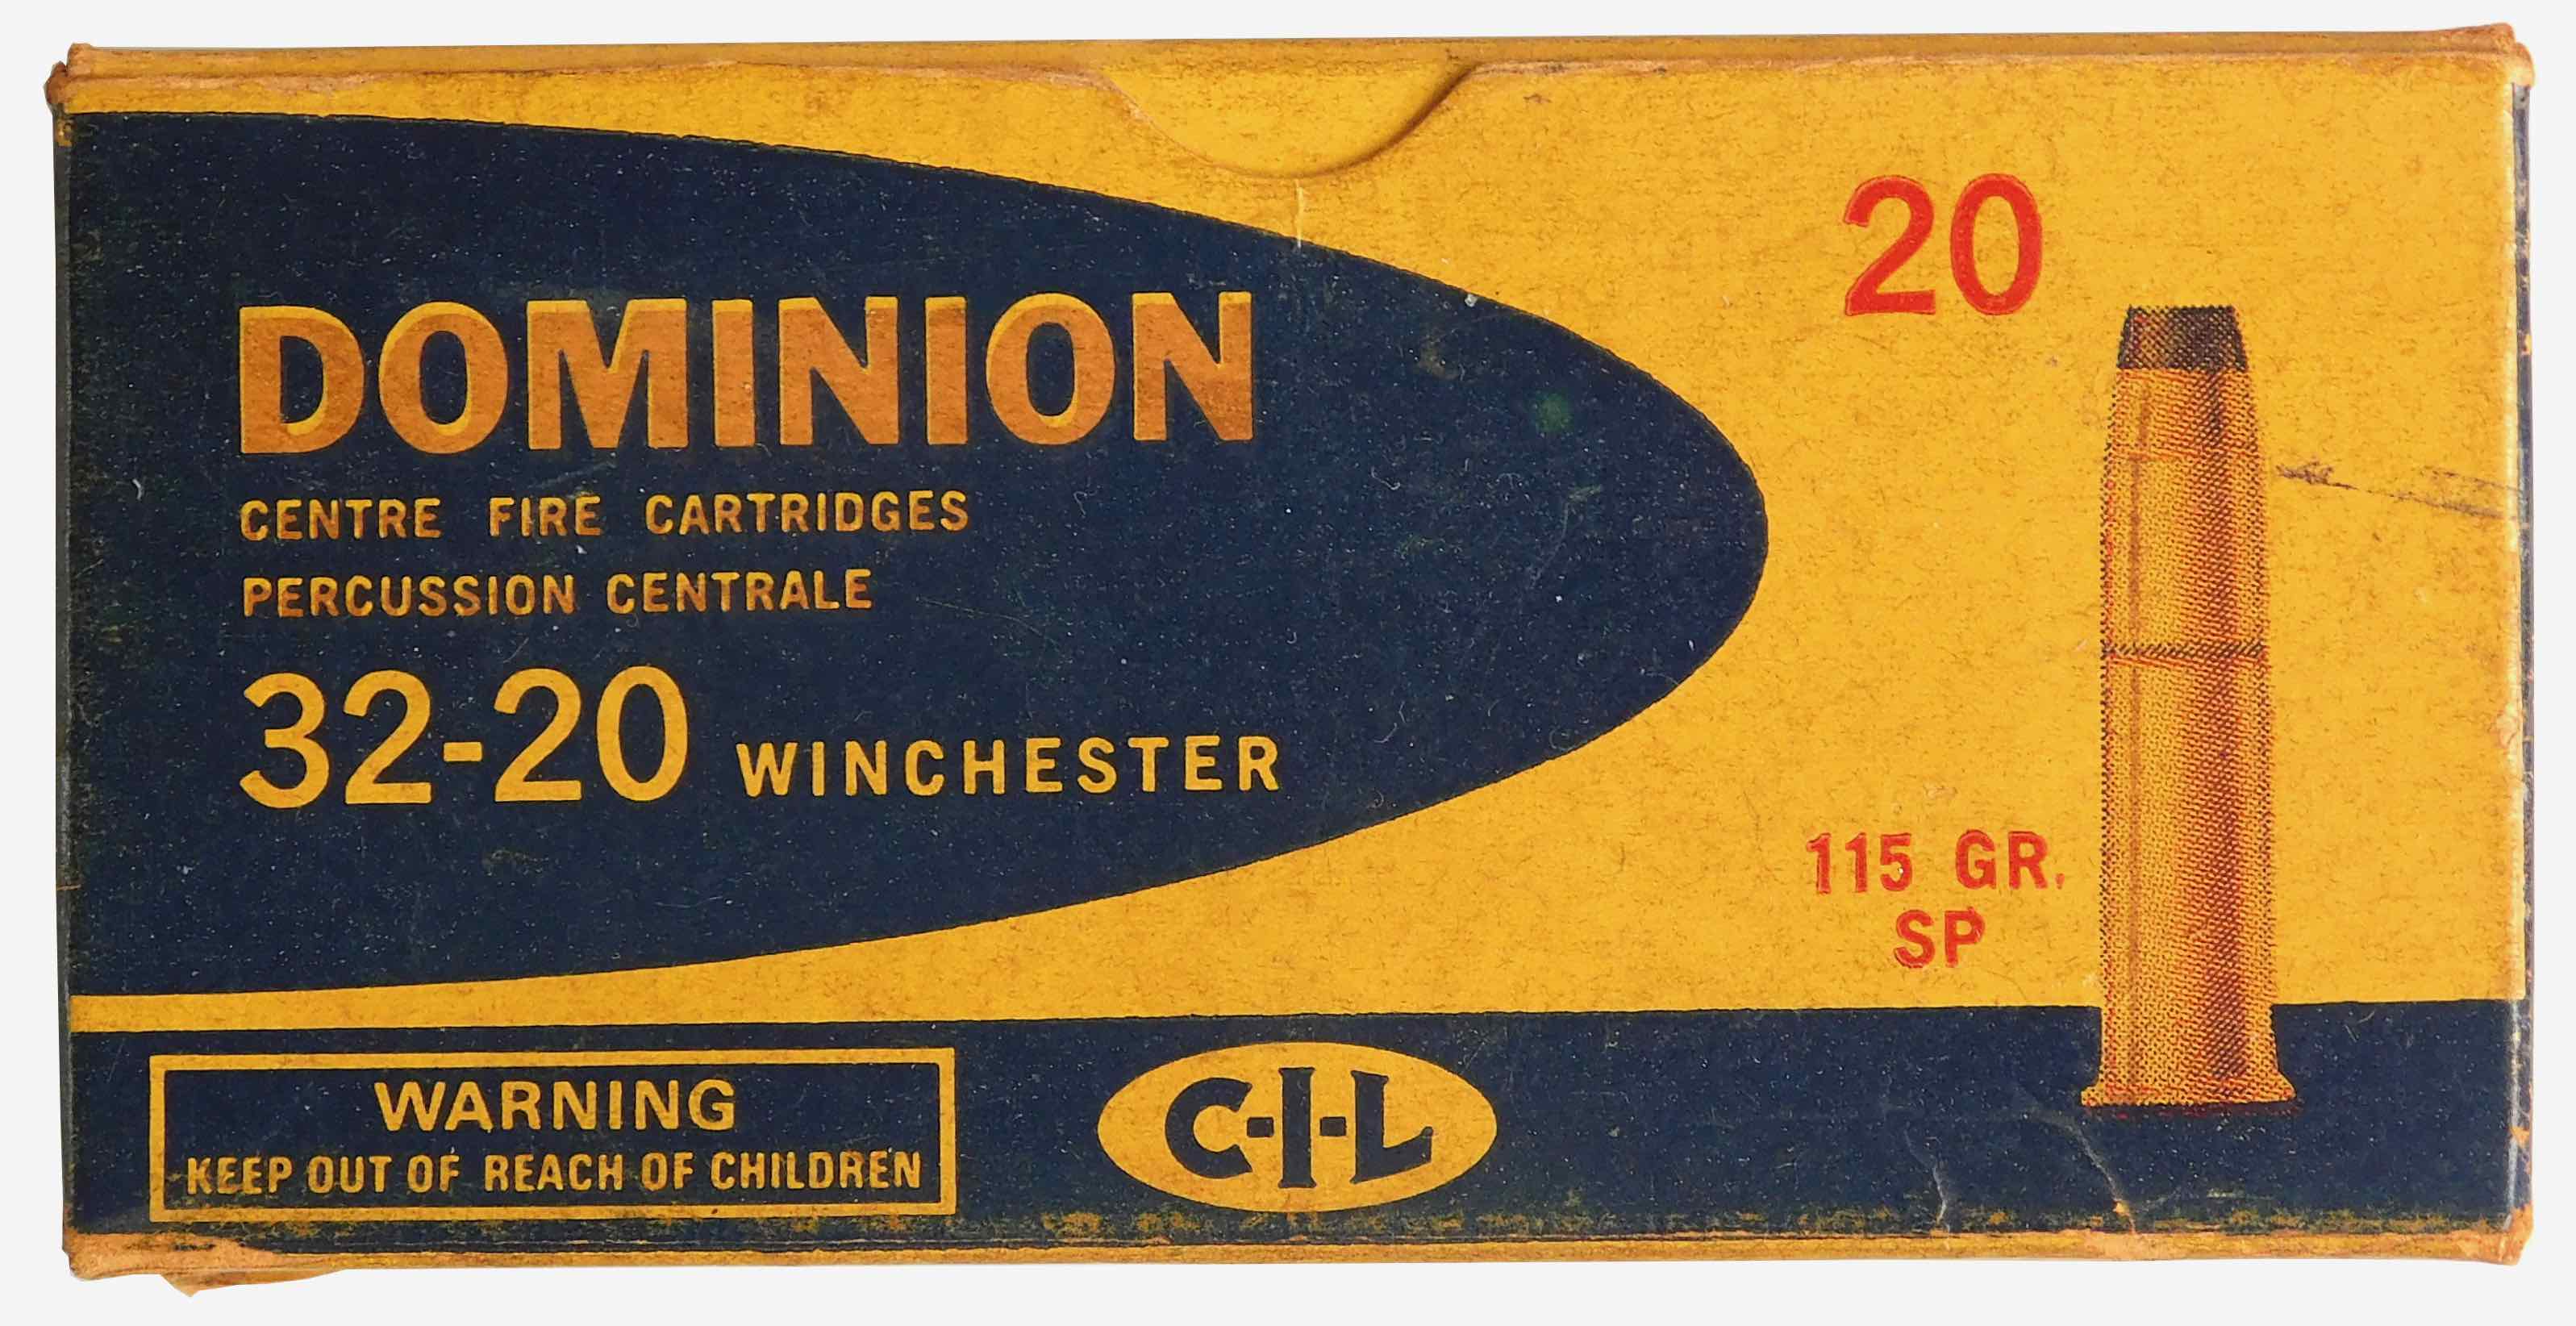 DOMINION
CENTRE FIRE CARTRIDGES
PERCUSSION CENTRALE
32-20 WINCHESTER
20
115 GR.
SP
WARNING
KEEP OUT OF REACH OF CHILDREN
C-I-L